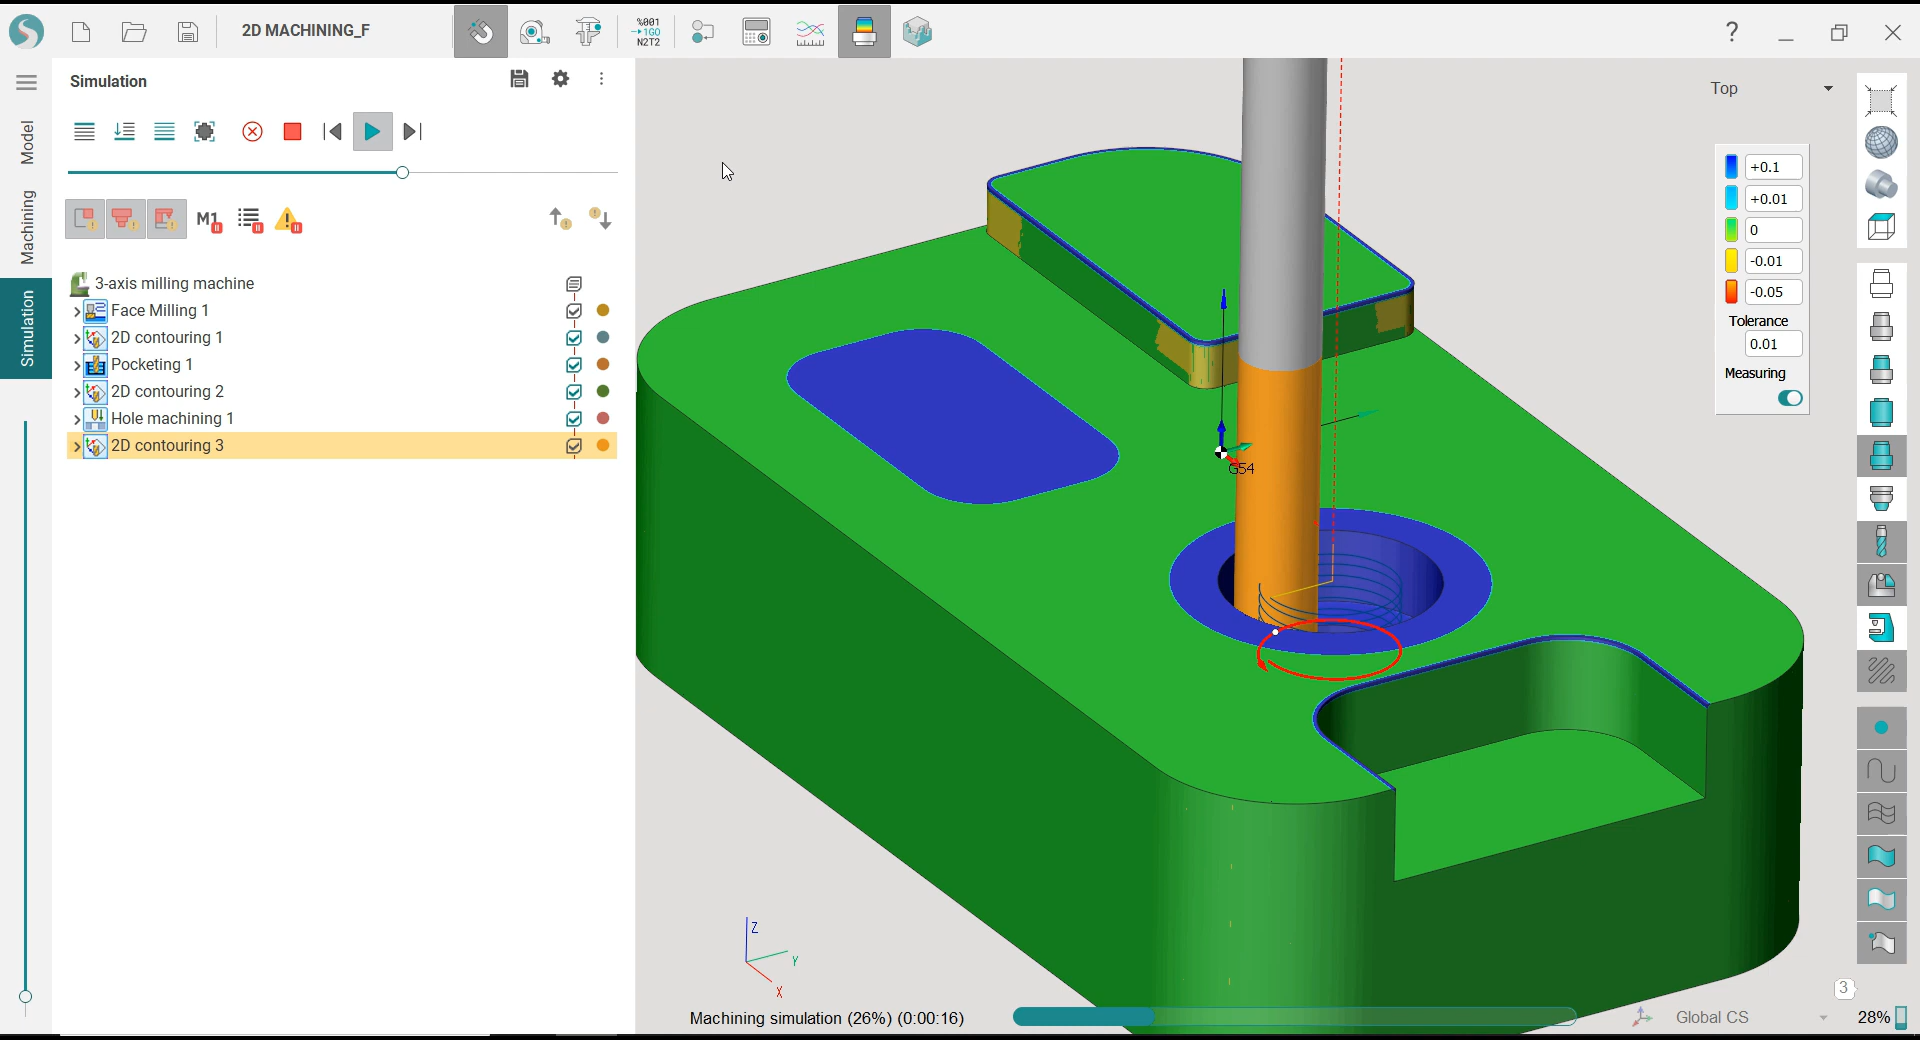 2D MACHINING_F
%001
1G0
N2T2
?
Simulation
Top
Model
Machining
Simulation
M1
3-axis milling machine
Face Milling 1
2D contouring 1
Pocketing 1
2D contouring 2
Hole machining 1
2D contouring 3
+0.1
+0.01
0
-0.01
-0.05
Tolerance
0.01
Measuring
G54
Z
Y
X
3
Machining simulation (26%) (0:00:16)
Global CS
28%